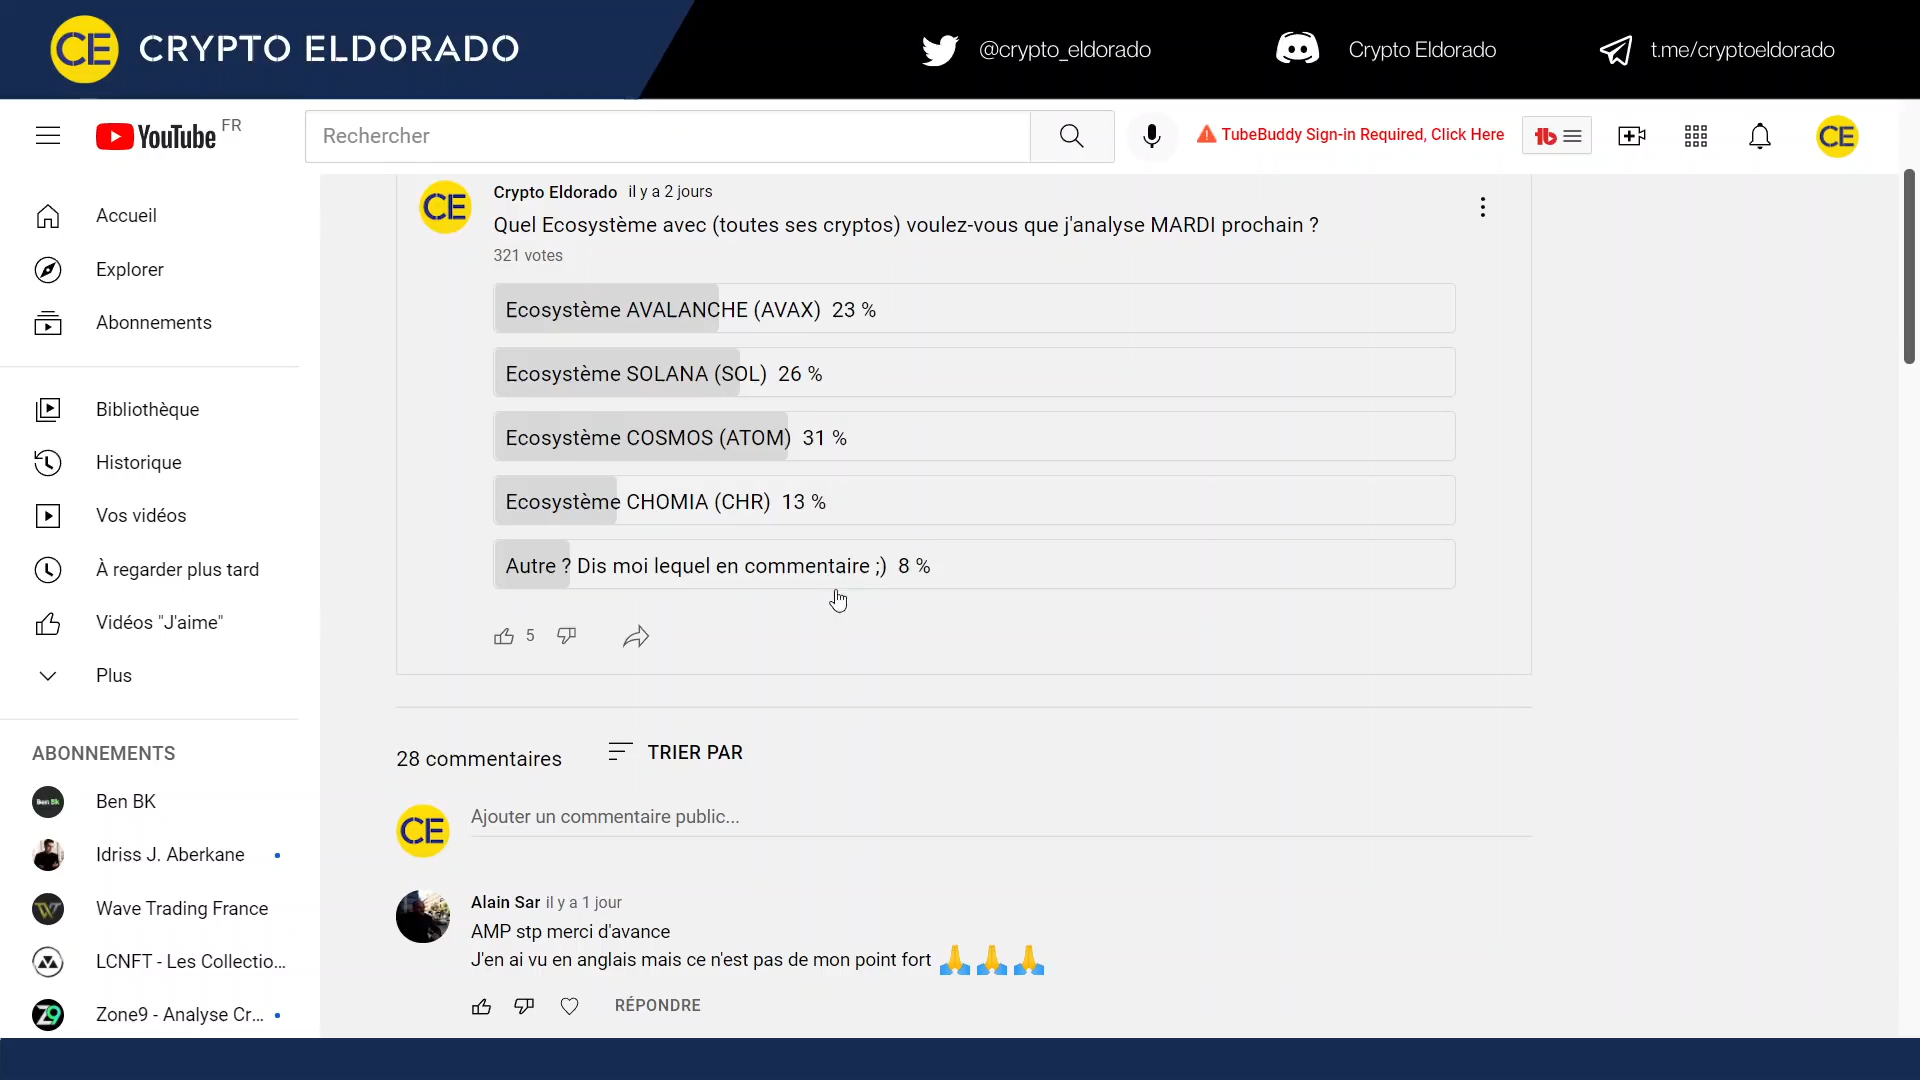 CE CRYPTO ELDORADO
@crypto_eldorado
Crypto Eldorado
t.me/cryptoeldorado
YouTube FR
Rechercher
TubeBuddy Sign-in Required, Click Here
tb
CE
Accueil
Explorer
Abonnements
Bibliothèque
Historique
Vos vidéos
À regarder plus tard
Vidéos "J'aime"
Plus
ABONNEMENTS
Ben BK
Idriss J. Aberkane
Wave Trading France
LCNFT - Les Collectio...
Z9
Zone9 - Analyse Cr...
CE
Crypto Eldorado il y a 2 jours
Quel Ecosystème avec (toutes ses cryptos) voulez-vous que j'analyse MARDI prochain ?
321 votes
Ecosystème AVALANCHE (AVAX) 23 %
Ecosystème SOLANA (SOL) 26 %
Ecosystème COSMOS (ATOM) 31 %
Ecosystème CHOMIA (CHR) 13 %
Autre ? Dis moi lequel en commentaire ;) 8 %
5
28 commentaires
TRIER PAR
CE
Ajouter un commentaire public...
Alain Sar il y a 1 jour
AMP stp merci d'avance
J'en ai vu en anglais mais ce n'est pas de mon point fort 🙏🙏🙏
RÉPONDRE